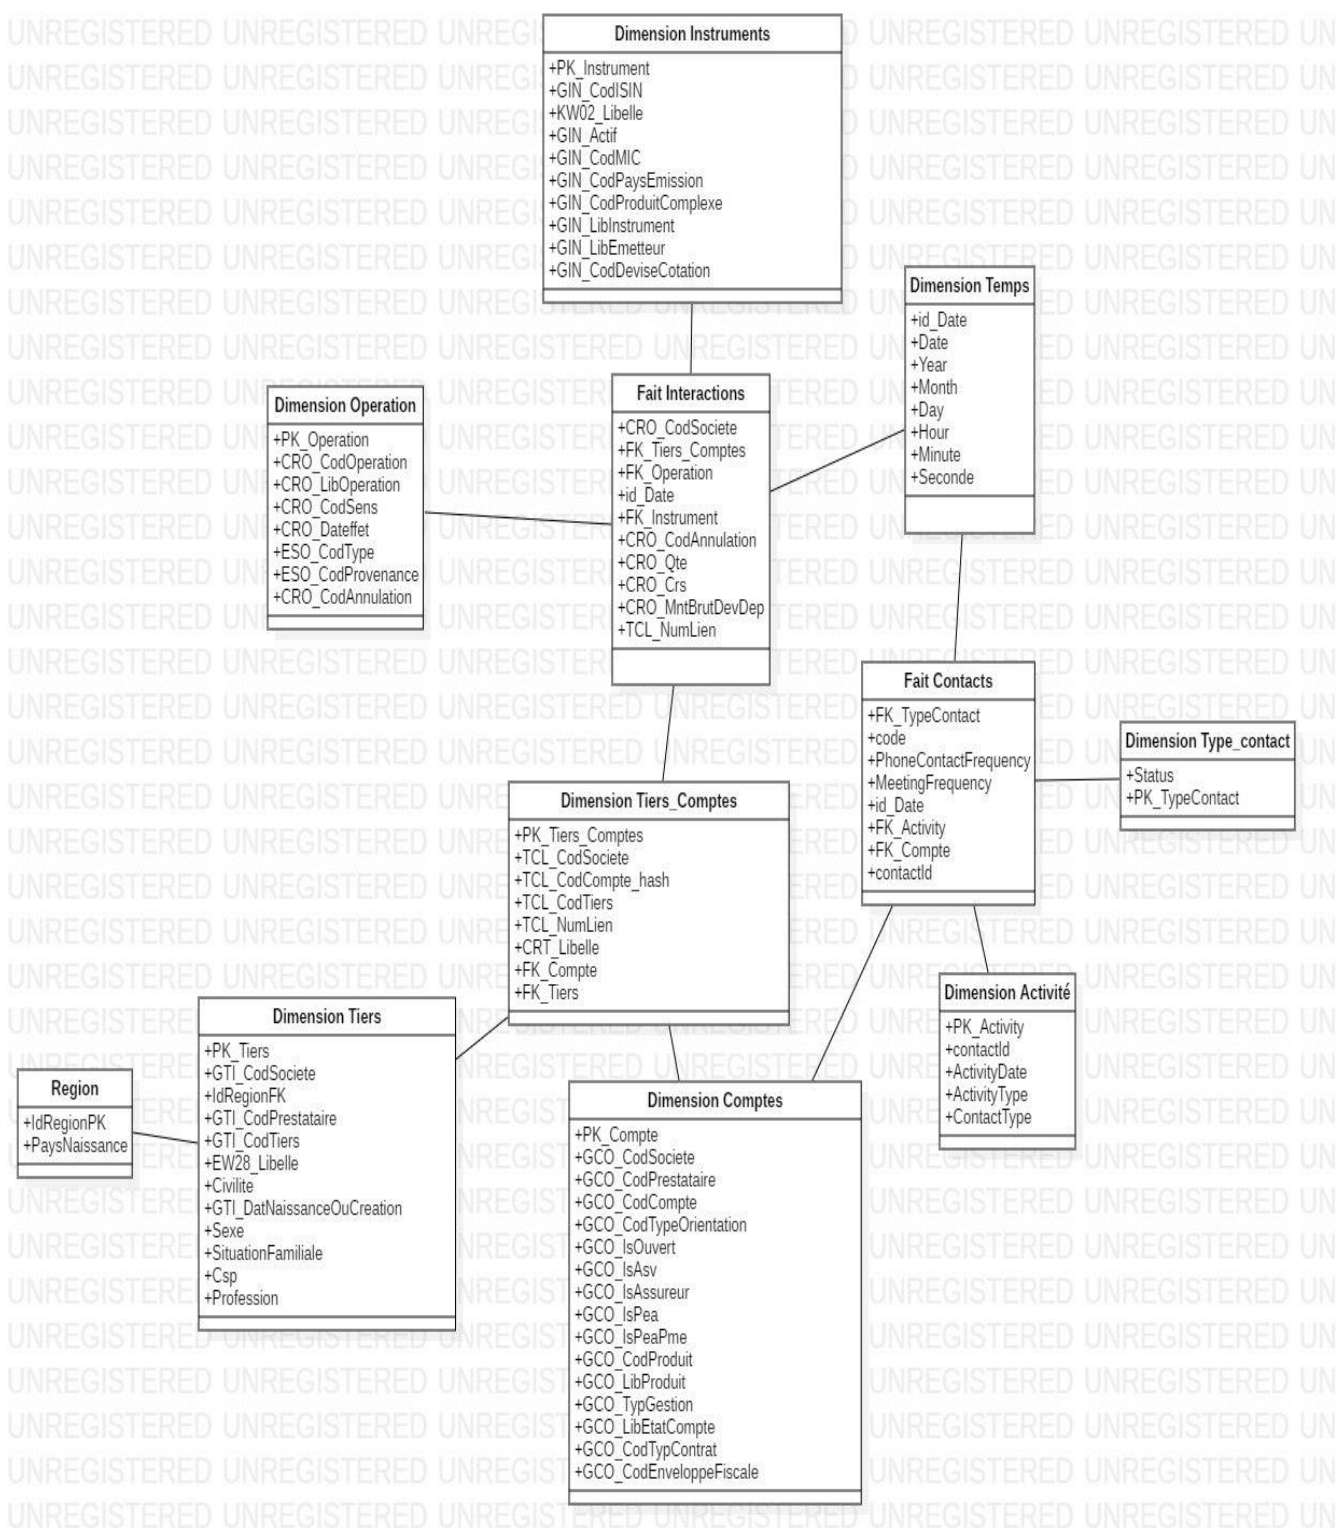 Dimension Instruments
+PK_Instrument
+GIN_CodISIN
+KW02_Libelle
+GIN_Actif
+GIN_CodMIC
+GIN_CodPaysEmission
+GIN_CodProduitComplexe
+GIN_LibInstrument
+GIN_LibEmetteur
+GIN_CodDeviseCotation
Dimension Temps
+id_Date
+Date
+Year
+Month
+Day
+Hour
+Minute
+Seconde
Dimension Operation
+PK_Operation
+CRO_CodOperation
+CRO_LibOperation
+CRO_CodSens
+CRO_Dateffet
+ESO_CodType
+ESO_CodProvenance
+CRO_CodAnnulation
Fait Interactions
+CRO_CodSociete
+FK_Tiers_Comptes
+FK_Operation
+id_Date
+FK_Instrument
+CRO_CodAnnulation
+CRO_Qte
+CRO_Crs
+CRO_MntBrutDevDep
+TCL_NumLien
Fait Contacts
+FK_TypeContact
+code
+PhoneContactFrequency
+MeetingFrequency
+id_Date
+FK_Activity
+FK_Compte
+contactId
Dimension Type_contact
+Status
+PK_TypeContact
Dimension Tiers_Comptes
+PK_Tiers_Comptes
+TCL_CodSociete
+TCL_CodCompte_hash
+TCL_CodTiers
+TCL_NumLien
+CRT_Libelle
+FK_Compte
+FK_Tiers
Dimension Activité
+PK_Activity
+contactId
+ActivityDate
+ActivityType
+ContactType
Dimension Tiers
+PK_Tiers
+GTI_CodSociete
+IdRegionFK
+GTI_CodPrestataire
+GTI_CodTiers
+EW28_Libelle
+Civilite
+GTI_DatNaissanceOuCreation
+Sexe
+SituationFamiliale
+Csp
+Profession
Region
+IdRegionPK
+PaysNaissance
Dimension Comptes
+PK_Compte
+GCO_CodSociete
+GCO_CodPrestataire
+GCO_CodCompte
+GCO_CodTypeOrientation
+GCO_IsOuvert
+GCO_IsAsv
+GCO_IsAssureur
+GCO_IsPea
+GCO_IsPeaPme
+GCO_CodProduit
+GCO_LibProduit
+GCO_TypGestion
+GCO_LibEtatCompte
+GCO_CodTypContrat
+GCO_CodEnveloppeFiscale
UNREGISTERED